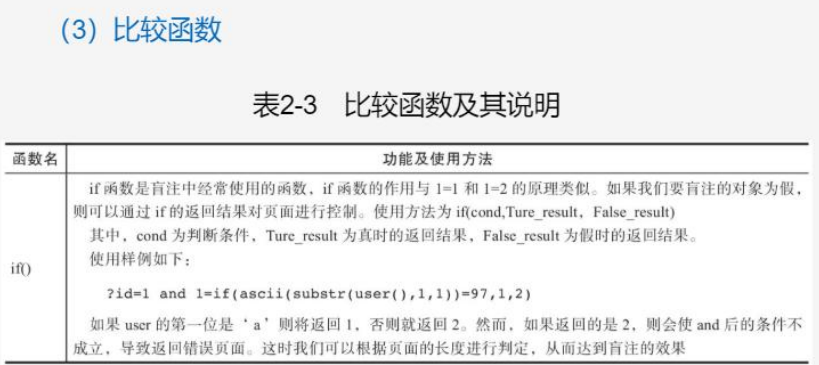 （3）比较函数
表2-3 比较函数及其说明
函数名 功能及使用方法
if()
if 函数是盲注中经常使用的函数，if 函数的作用与 1=1 和 1=2 的原理类似。如果我们要盲注的对象为假，
则可以通过 if 的返回结果对页面进行控制。使用方法为 if(cond,Ture_result，False_result)
其中，cond 为判断条件，Ture_result 为真时的返回结果，False_result 为假时的返回结果。
使用样例如下：
?id=1 and 1=if(ascii(substr(user(),1,1))=97,1,2)
如果 user 的第一位是‘a’则将返回 1，否则就返回 2。然而，如果返回的是 2，则会使 and 后的条件不
成立，导致返回错误页面。这时我们可以根据页面的长度进行判定，从而达到盲注的效果